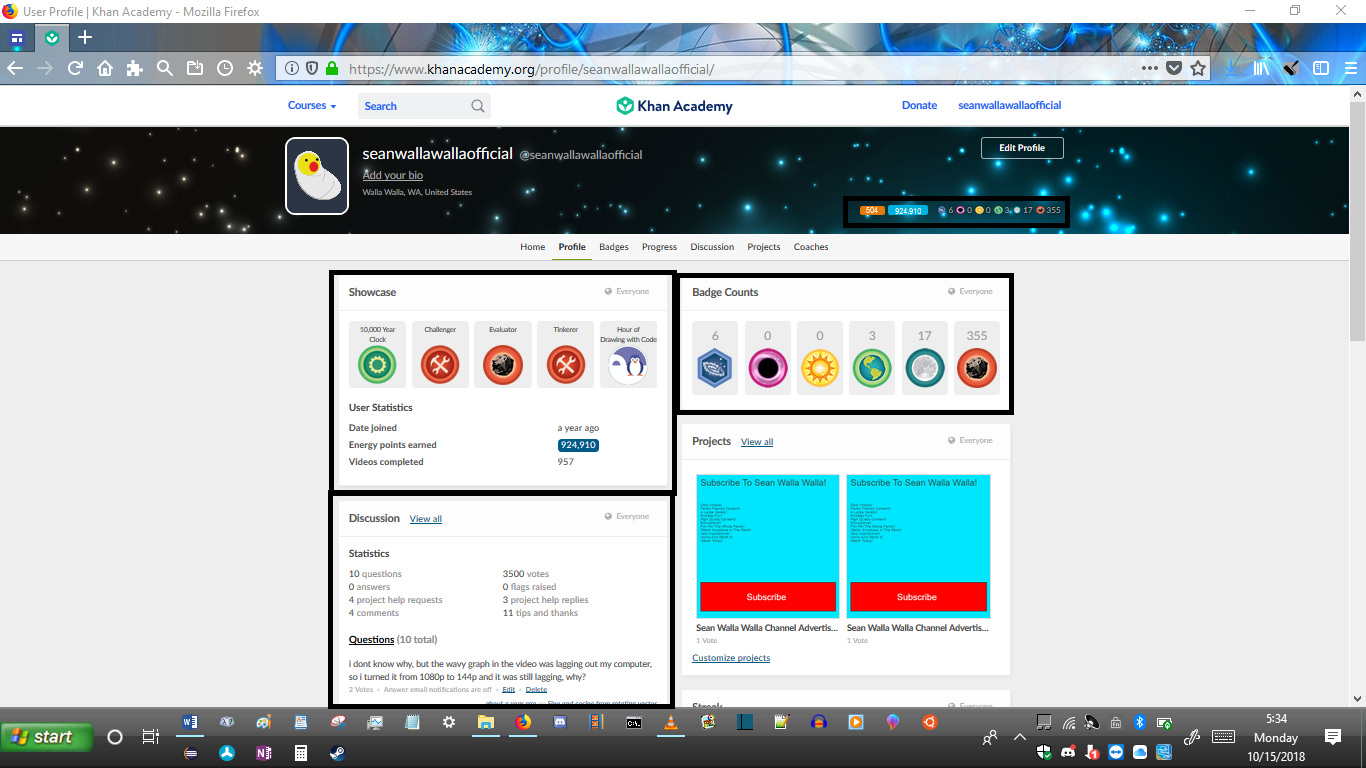 User Profile | Khan Academy - Mozilla Firefox
https://www.khanacademy.org/profile/seanwallawallaofficial/
Courses
Search
Khan Academy
Donate
seanwallawallaofficial
seanwallawallaofficial @seanwallawallaofficial
Add your bio
Walla Walla, WA, United States
Edit Profile
504 924,910 6 0 0 3 17 355
Home Profile Badges Progress Discussion Projects Coaches
Showcase Everyone
10,000 Year Clock
Challenger
Evaluator
Tinkerer
Hour of Drawing with Code
User Statistics
Date joined a year ago
Energy points earned 924,910
Videos completed 957
Badge Counts Everyone
6 0 0 3 17 355
Discussion View all Everyone
Statistics
10 questions 3500 votes
0 answers 0 flags raised
4 project help requests 3 project help replies
4 comments 11 tips and thanks
Questions (10 total)
i dont know why, but the wavy graph in the video was lagging out my computer,
so i turned it from 1080p to 144p and it was still lagging, why?
2 Votes • Answer email notifications are off • Edit • Delete
Projects View all Everyone
Subscribe To Sean Walla Walla!
Subscribe
Subscribe To Sean Walla Walla!
Subscribe
Sean Walla Walla Channel Advertis... Sean Walla Walla Channel Advertis...
1 Vote 1 Vote
Customize projects
Streak Everyone
start
5:34
Monday
10/15/2018